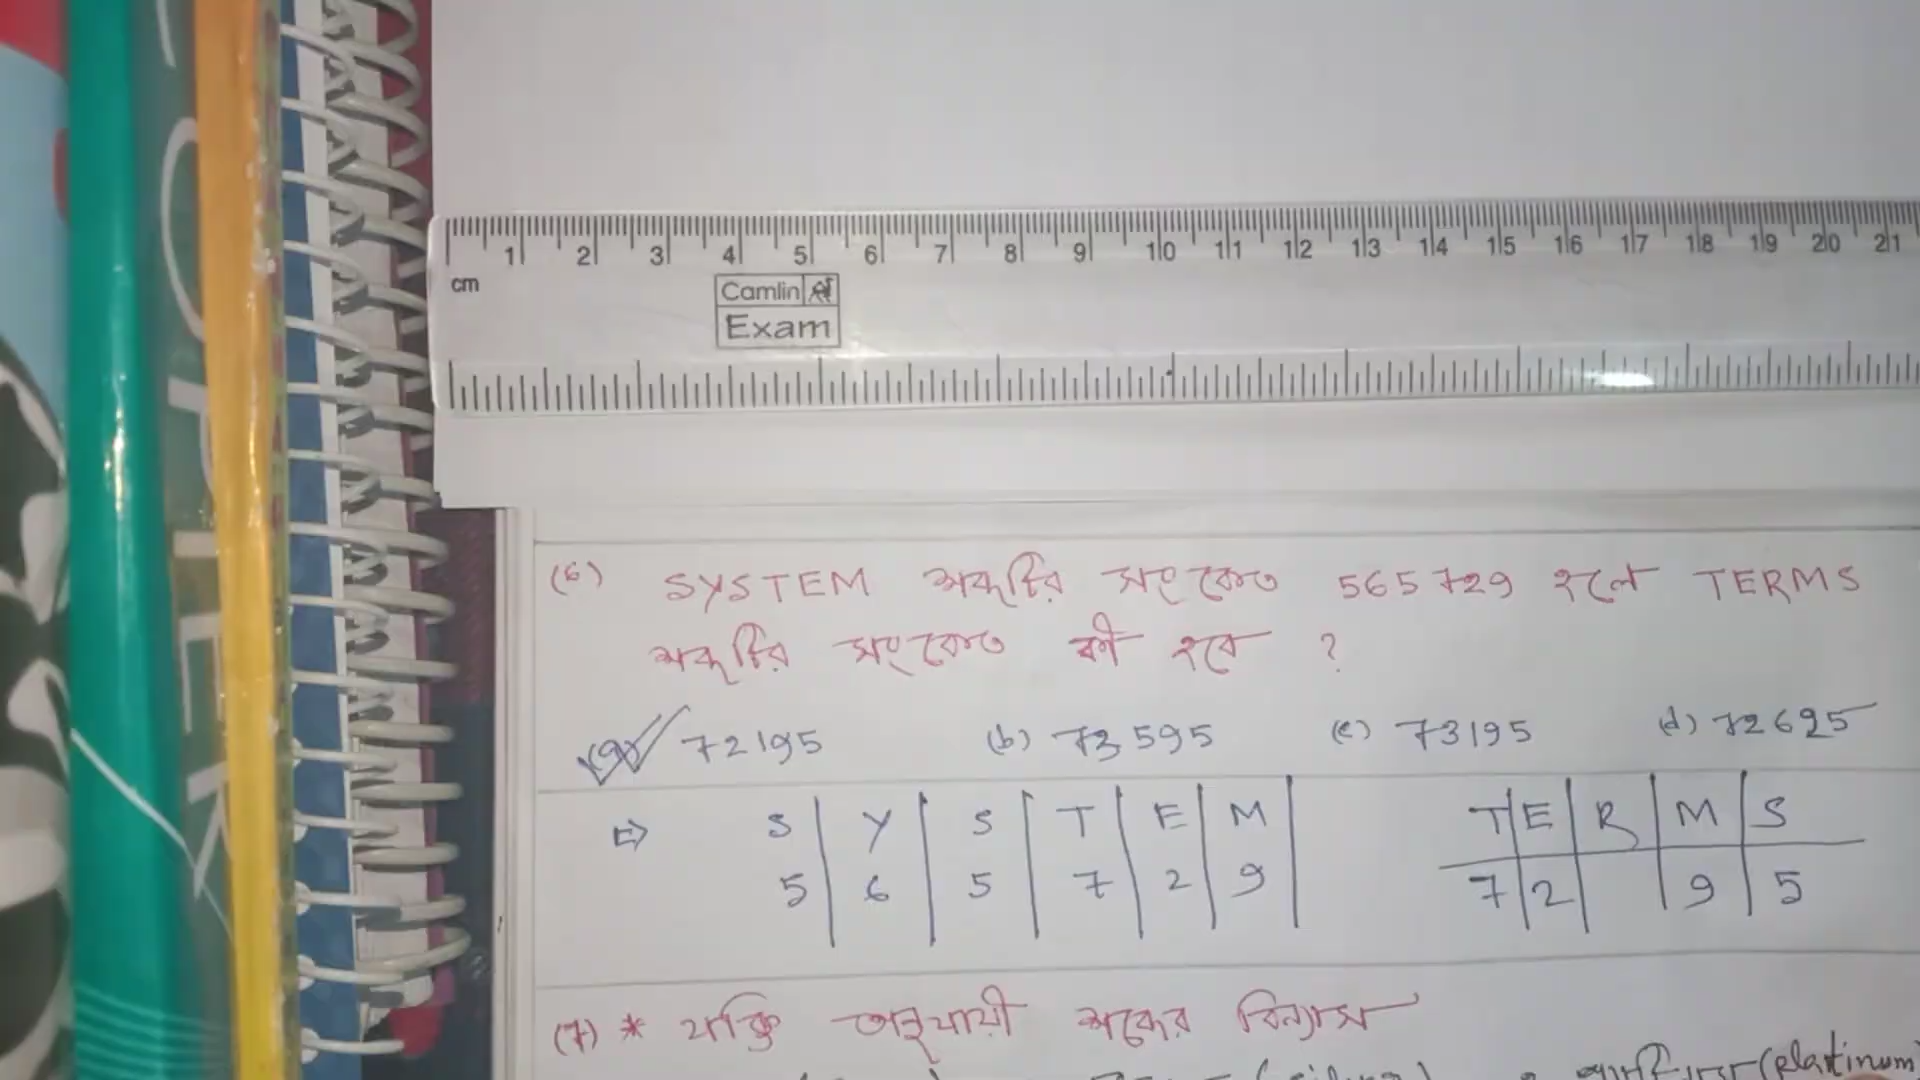 1 2 3 4 5 6 7 8 9 10 11 12 13 14 15 16 17 18 19 20 21
cm
Camlin
Exam
(6) SYSTEM শব্দটির সংকেত 565729 হলে TERMS
শব্দটির সংকেত কী হবে ?
(a) 72195 (b) 73595 (c) 73195 (d) 72695
⇒ S Y S T E M T E R M S
5 6 5 7 2 9 7 2 9 5
(7) * যুক্তি অনুযায়ী শব্দের বিন্যাস
(platinum)